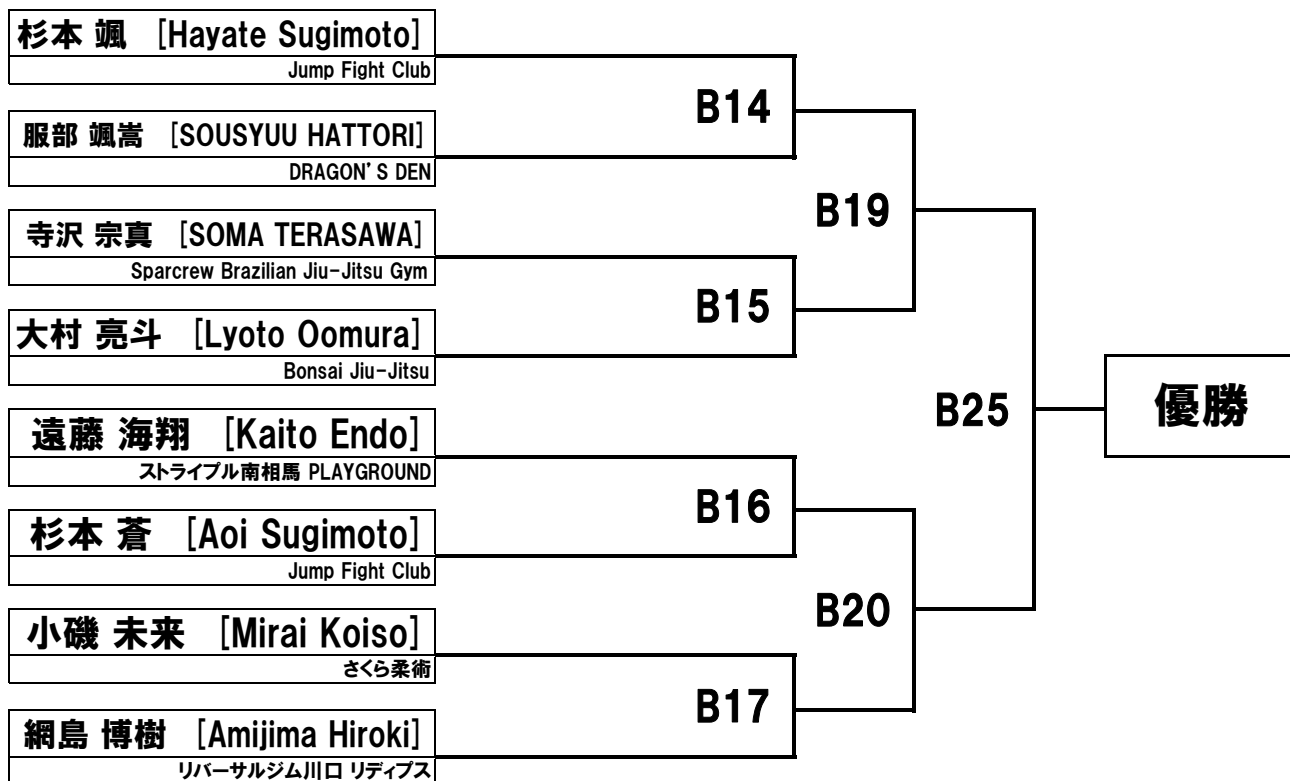 杉本 颯 [Hayate Sugimoto]
Jump Fight Club
服部 颯嵩 [SOUSYUU HATTORI]
DRAGON'S DEN
寺沢 宗真 [SOMA TERASAWA]
Sparcrew Brazilian Jiu-Jitsu Gym
大村 亮斗 [Lyoto Oomura]
Bonsai Jiu-Jitsu
遠藤 海翔 [Kaito Endo]
ストライプル南相馬 PLAYGROUND
杉本 蒼 [Aoi Sugimoto]
Jump Fight Club
小磯 未来 [Mirai Koiso]
さくら柔術
網島 博樹 [Amijima Hiroki]
リバーサルジム川口 リディプス
B14
B15
B16
B17
B19
B20
B25
優勝